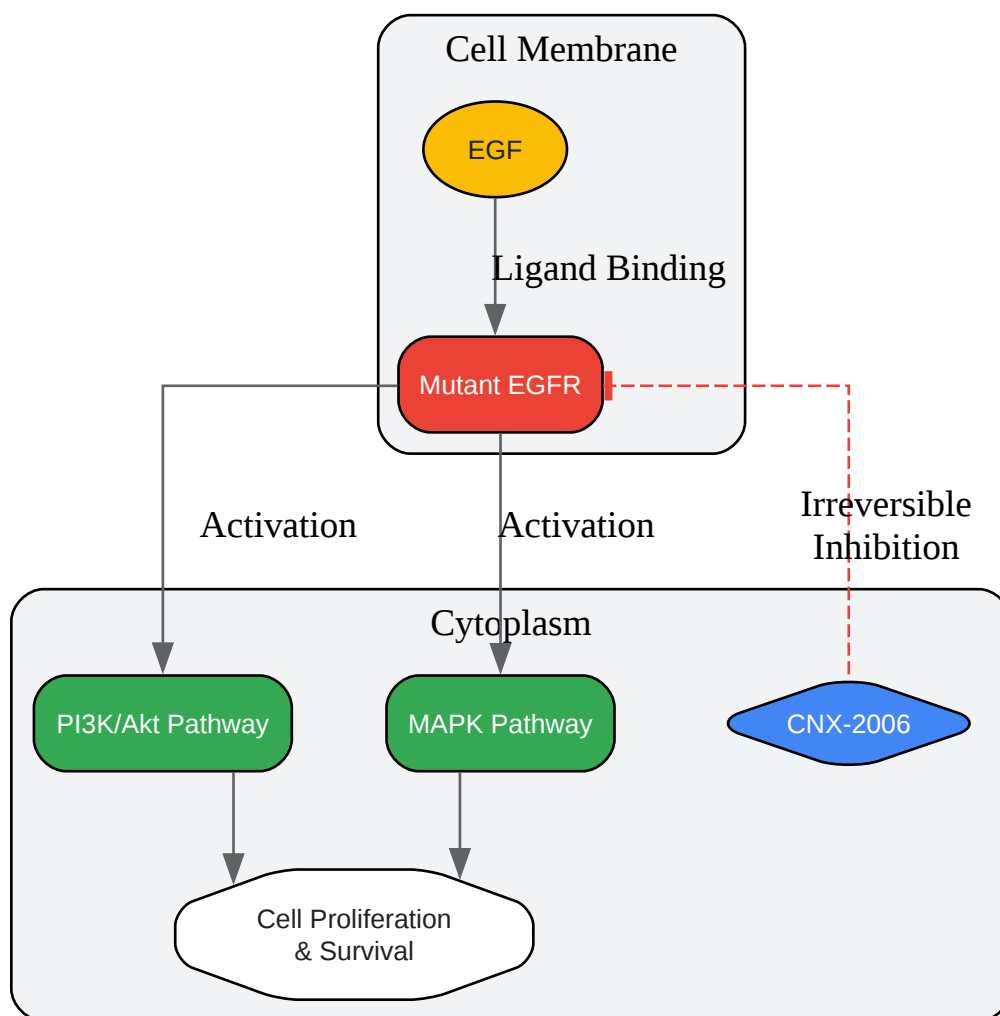 Cell Membrane
EGF
Ligand Binding
Mutant EGFR
Activation
Activation
Irreversible
Inhibition
Cytoplasm
PI3K/Akt Pathway
MAPK Pathway
CNX-2006
Cell Proliferation
& Survival